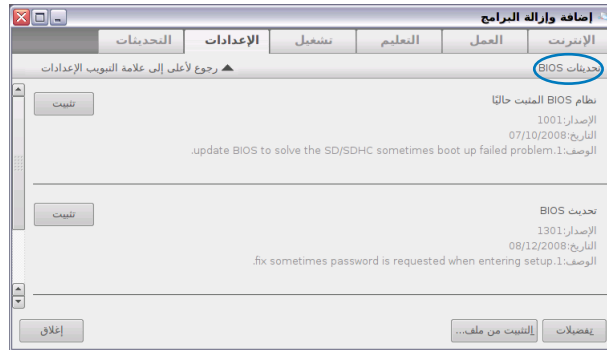 إضافة وإزالة البرامج
الإنترنت العمل التعليم تشغيل الإعدادات التحديثات
تحديثات BIOS رجوع لأعلى إلى علامة التبويب الإعدادات
نظام BIOS المثبت حاليًا تثبيت
الإصدار:1001
التاريخ:07/10/2008
الوصف:1.update BIOS to solve the SD/SDHC sometimes boot up failed problem.
تحديث BIOS تثبيت
الإصدار:1301
التاريخ:08/12/2008
الوصف:1.fix sometimes password is requested when entering setup.
تفضيلات التثبيت من ملف... إغلاق